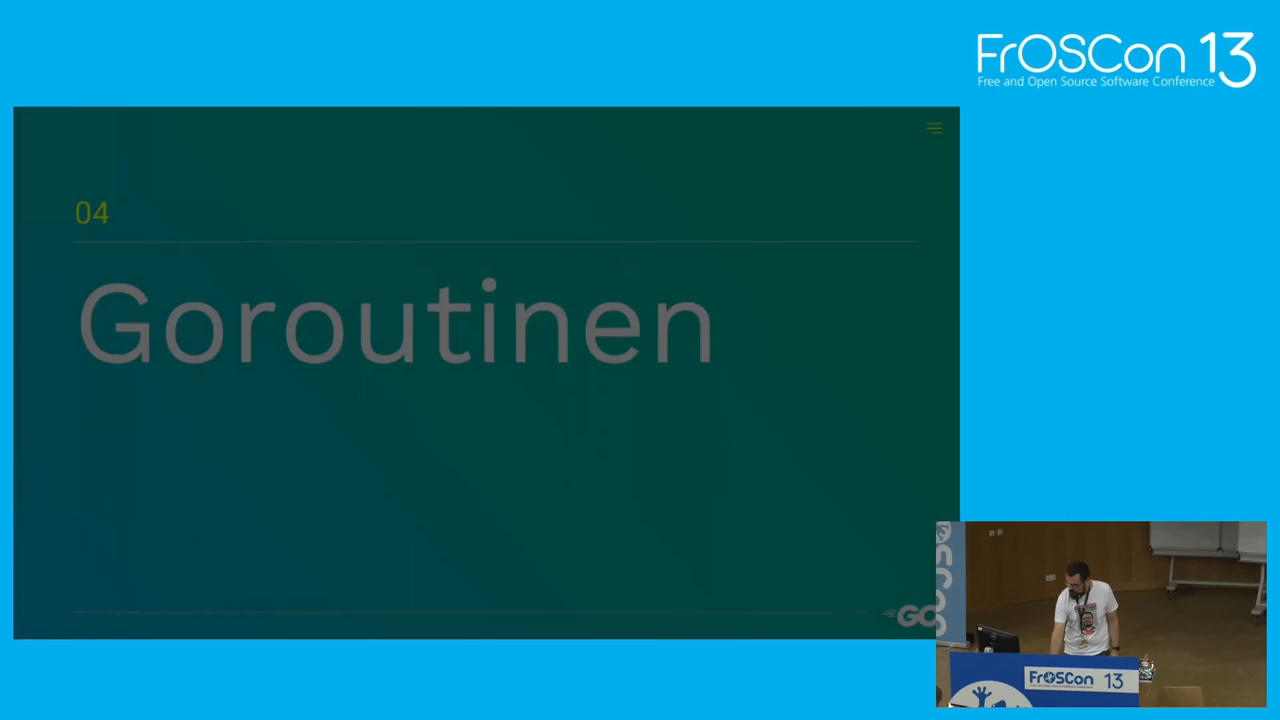 FrOSCon 13
Free and Open Source Software Conference
04
Goroutinen
GO
FrOSCon 13